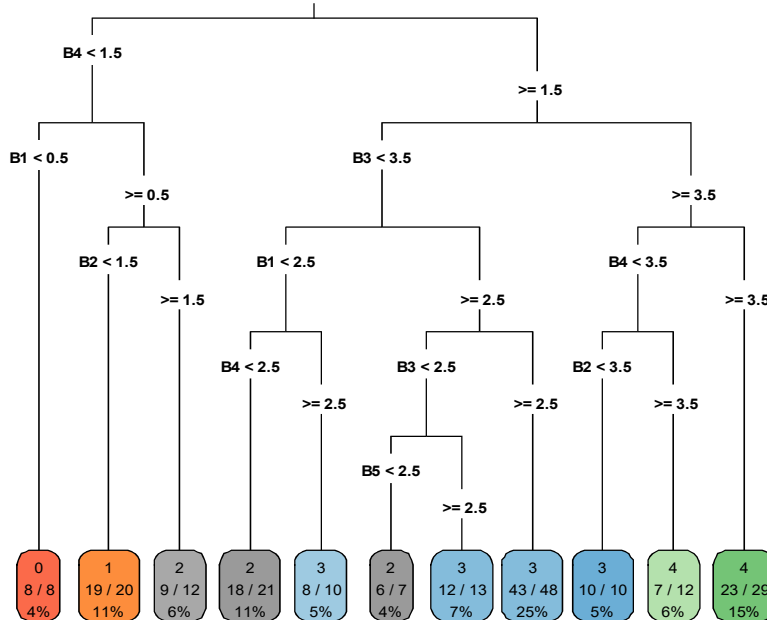 B4 < 1.5
>= 1.5
B1 < 0.5
B3 < 3.5
>= 0.5
>= 3.5
B2 < 1.5
B1 < 2.5
B4 < 3.5
>= 1.5
>= 2.5
>= 3.5
B4 < 2.5
B3 < 2.5
B2 < 3.5
>= 2.5
>= 2.5
>= 3.5
B5 < 2.5
>= 2.5
0 1 2 2 3 2 3 3 3 4 4
8 / 8 19 / 20 9 / 12 18 / 21 8 / 10 6 / 7 12 / 13 43 / 48 10 / 10 7 / 12 23 / 29
4% 11% 6% 11% 5% 4% 7% 25% 5% 6% 15%